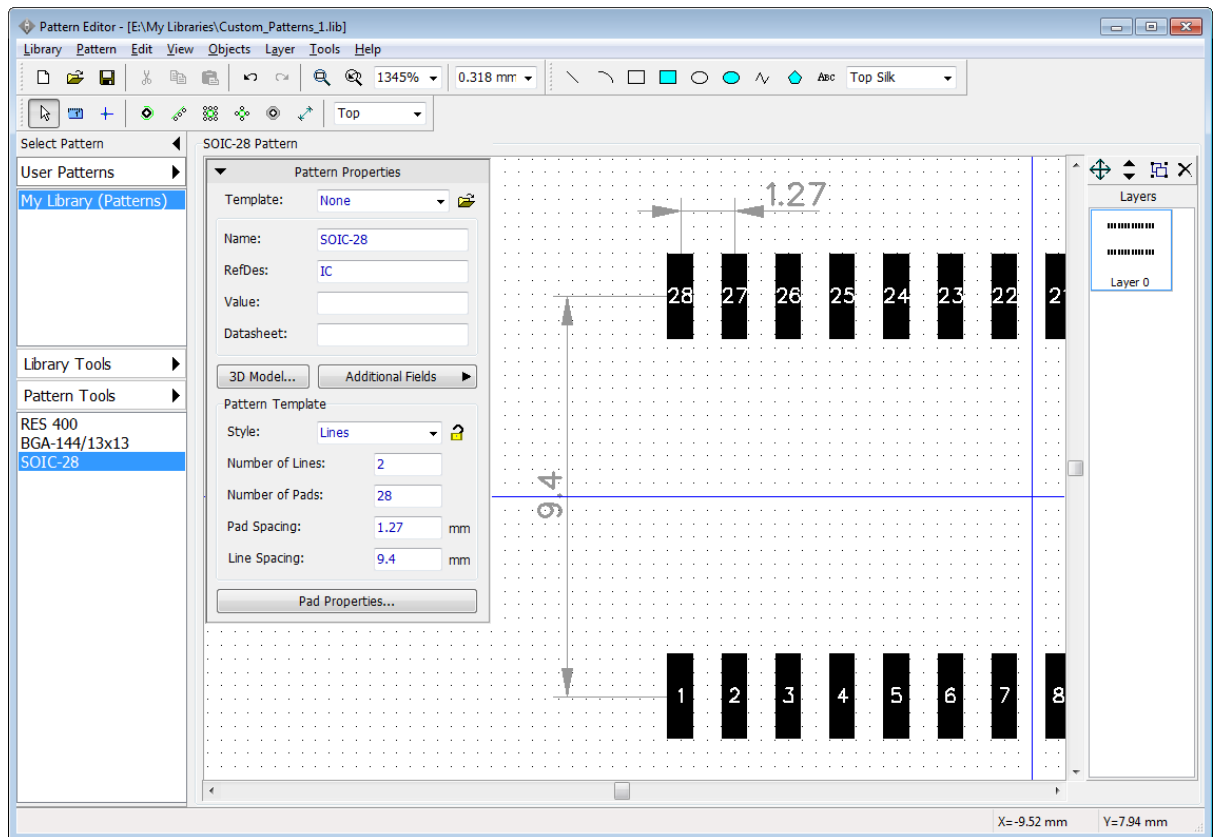 Pattern Editor - [E:\My Libraries\Custom_Patterns_1.lib]
Library Pattern Edit View Objects Layer Tools Help
1345% 0.318 mm ABC Top Silk
Top
Select Pattern
SOIC-28 Pattern
User Patterns
My Library (Patterns)
Library Tools
Pattern Tools
RES 400
BGA-144/13x13
SOIC-28
Pattern Properties
Template: None
Name: SOIC-28
RefDes: IC
Value:
Datasheet:
3D Model... Additional Fields
Pattern Template
Style: Lines
Number of Lines: 2
Number of Pads: 28
Pad Spacing: 1.27 mm
Line Spacing: 9.4 mm
Pad Properties...
1.27
28 27 26 25 24 23 22
9.4
1 2 3 4 5 6 7 8
Layers
Layer 0
X=-9.52 mm Y=7.94 mm